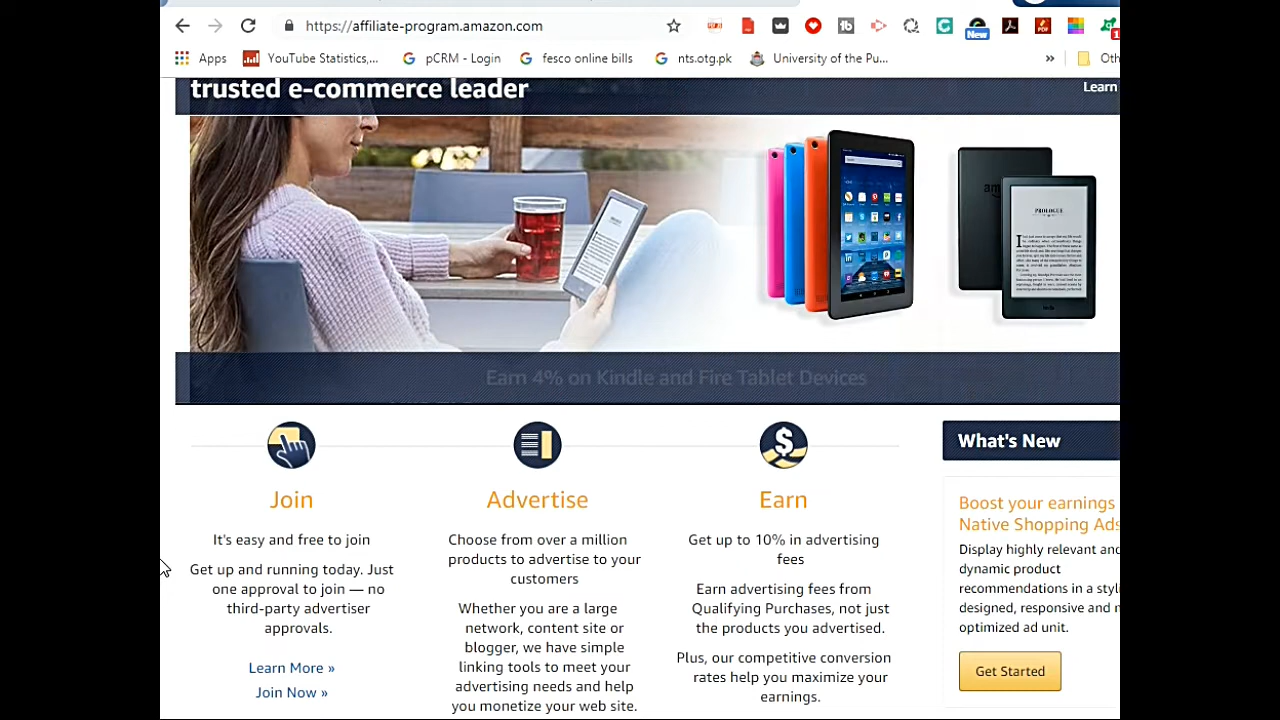 https://affiliate-program.amazon.com
New
1
Apps YouTube Statistics,... pCRM - Login fesco online bills nts.otg.pk University of the Pu... » Oth
trusted e-commerce leader
Learn
PROLOGUE
kindle
Earn 4% on Kindle and Fire Tablet Devices
Join
It's easy and free to join
Get up and running today. Just
one approval to join — no
third-party advertiser
approvals.
Learn More »
Join Now »
Advertise
Choose from over a million
products to advertise to your
customers
Whether you are a large
network, content site or
blogger, we have simple
linking tools to meet your
advertising needs and help
you monetize your web site.
Earn
Get up to 10% in advertising
fees
Earn advertising fees from
Qualifying Purchases, not just
the products you advertised.
Plus, our competitive conversion
rates help you maximize your
earnings.
What's New
Boost your earnings
Native Shopping Ads
Display highly relevant and
dynamic product
recommendations in a styli
designed, responsive and m
optimized ad unit.
Get Started